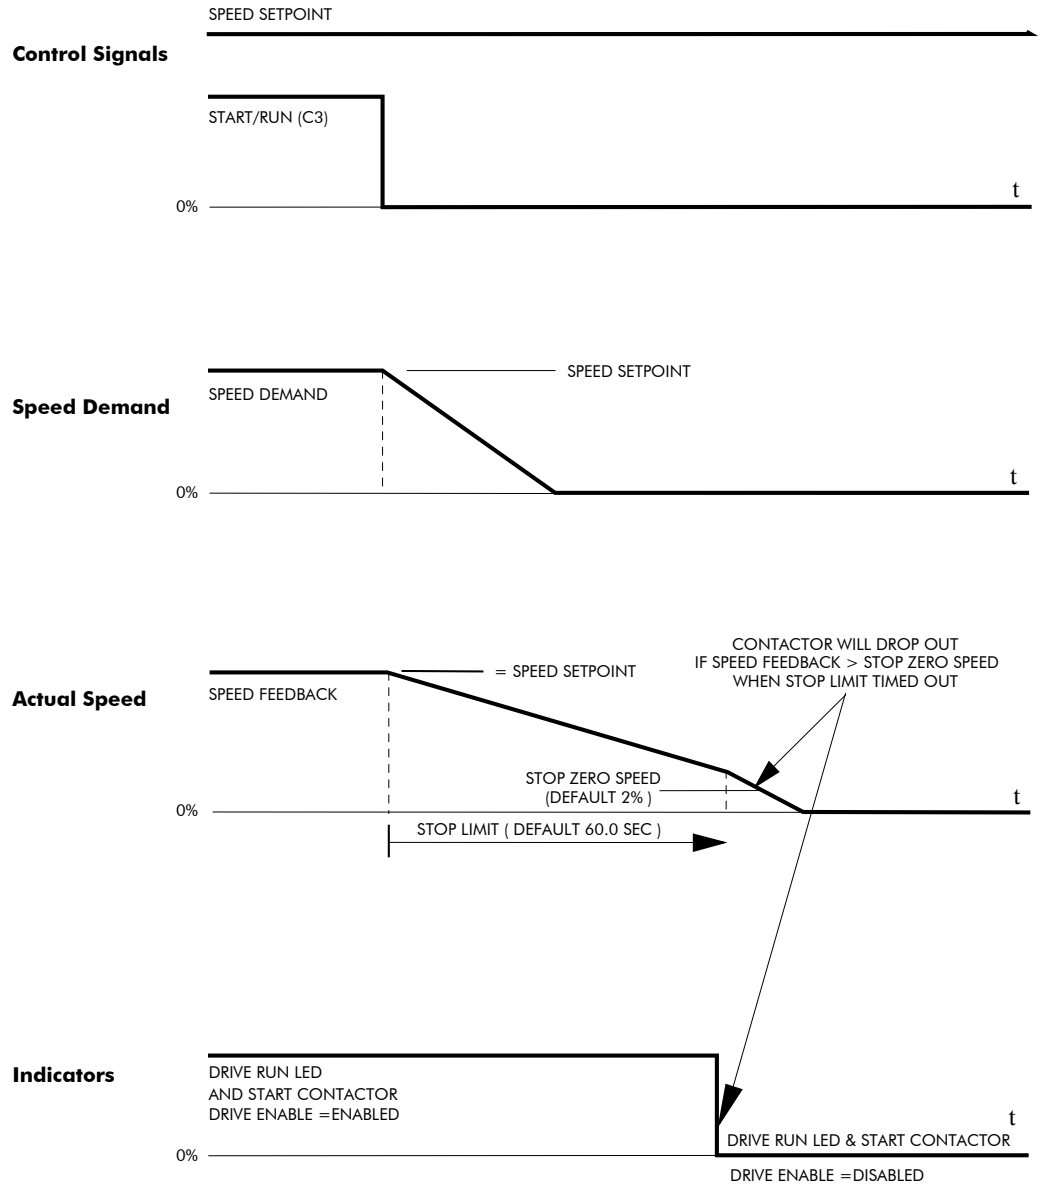 SPEED SETPOINT
Control Signals
START/RUN (C3)
t
0%
SPEED SETPOINT
SPEED DEMAND
Speed Demand
t
0%
CONTACTOR WILL DROP OUT
IF SPEED FEEDBACK > STOP ZERO SPEED
WHEN STOP LIMIT TIMED OUT
= SPEED SETPOINT
SPEED FEEDBACK
Actual Speed
STOP ZERO SPEED
(DEFAULT 2% )
t
0%
STOP LIMIT ( DEFAULT 60.0 SEC )
Indicators
DRIVE RUN LED
AND START CONTACTOR
DRIVE ENABLE =ENABLED
t
DRIVE RUN LED & START CONTACTOR
0%
DRIVE ENABLE =DISABLED